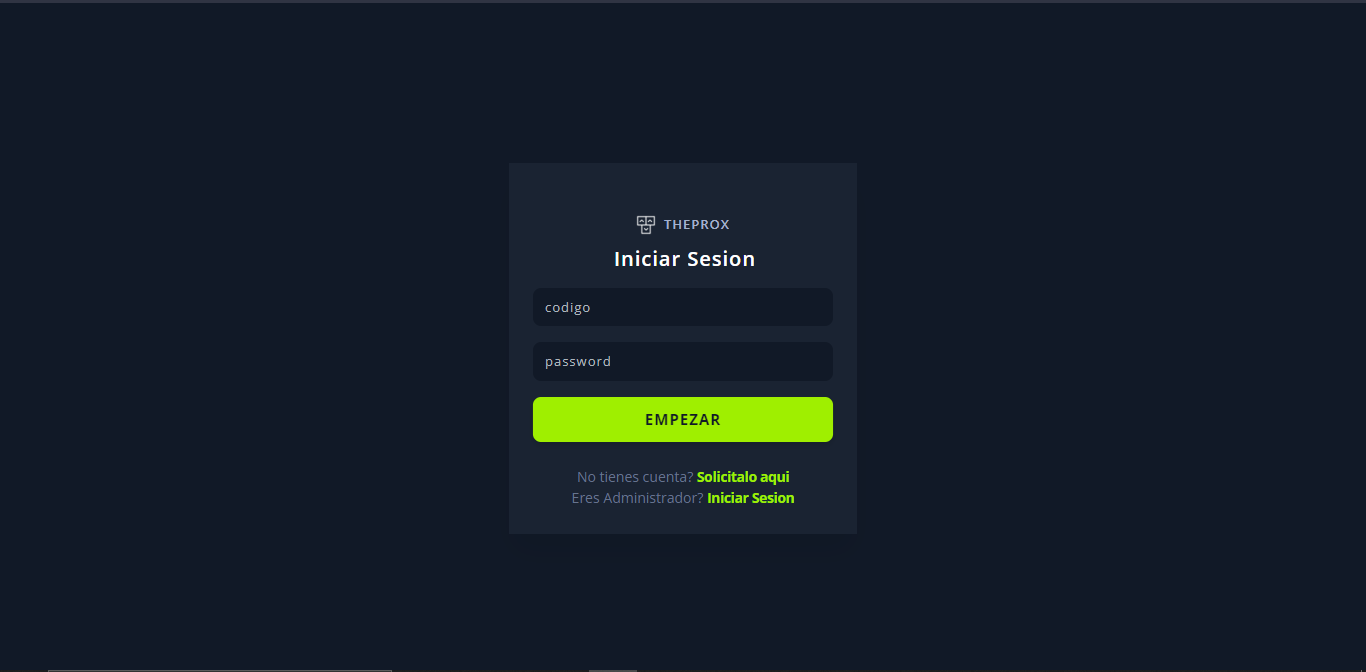 THEPROX
Iniciar Sesion
codigo
password
EMPEZAR
No tienes cuenta? Solicitalo aqui
Eres Administrador? Iniciar Sesion